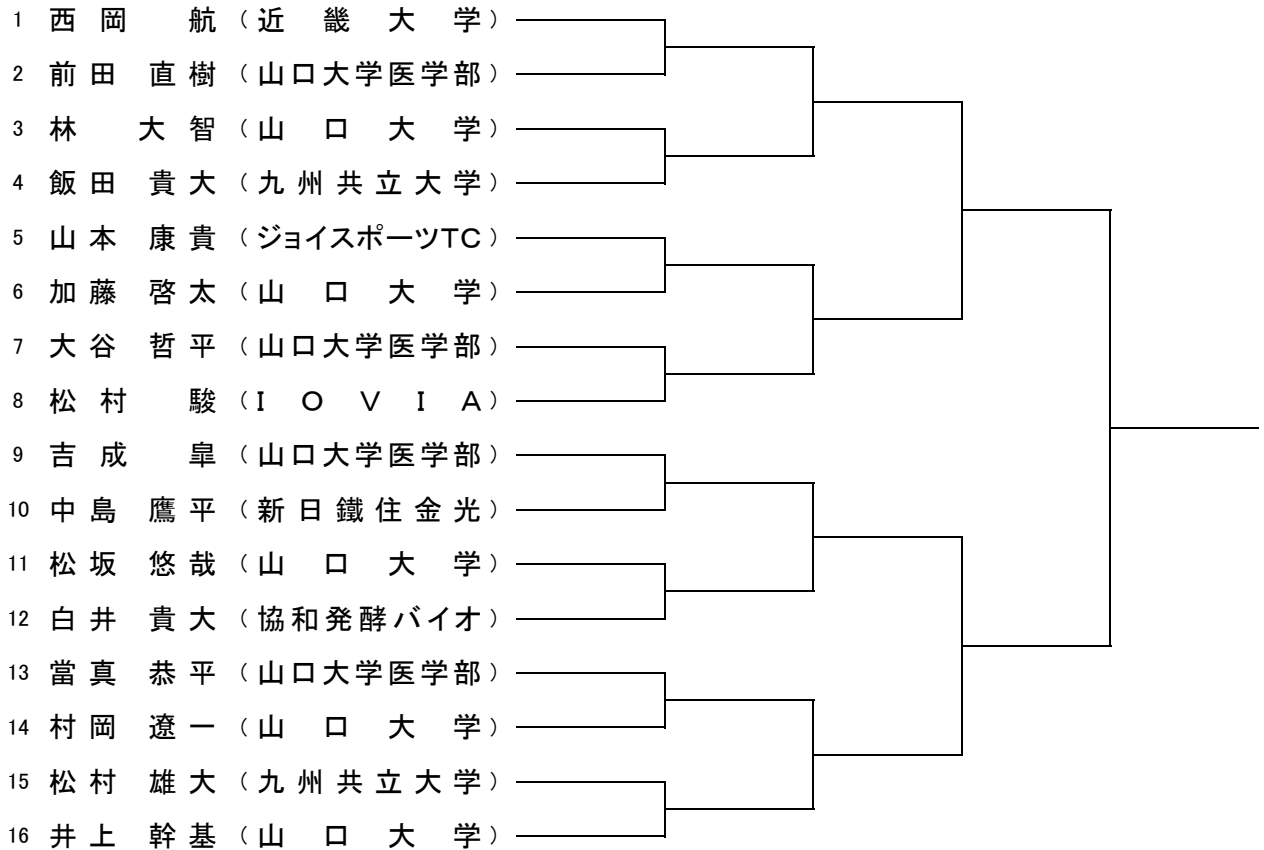 1 西岡 航（近畿大学）
2 前田 直樹（山口大学医学部）
3 林 大智（山口大学）
4 飯田 貴大（九州共立大学）
5 山本 康貴（ジョイスポーツTC）
6 加藤 啓太（山口大学）
7 大谷 哲平（山口大学医学部）
8 松村 駿（ＩＯＶＩＡ）
9 吉成 皐（山口大学医学部）
10 中島 鷹平（新日鐵住金光）
11 松坂 悠哉（山口大学）
12 白井 貴大（協和発酵バイオ）
13 當真 恭平（山口大学医学部）
14 村岡 遼一（山口大学）
15 松村 雄大（九州共立大学）
16 井上 幹基（山口大学）